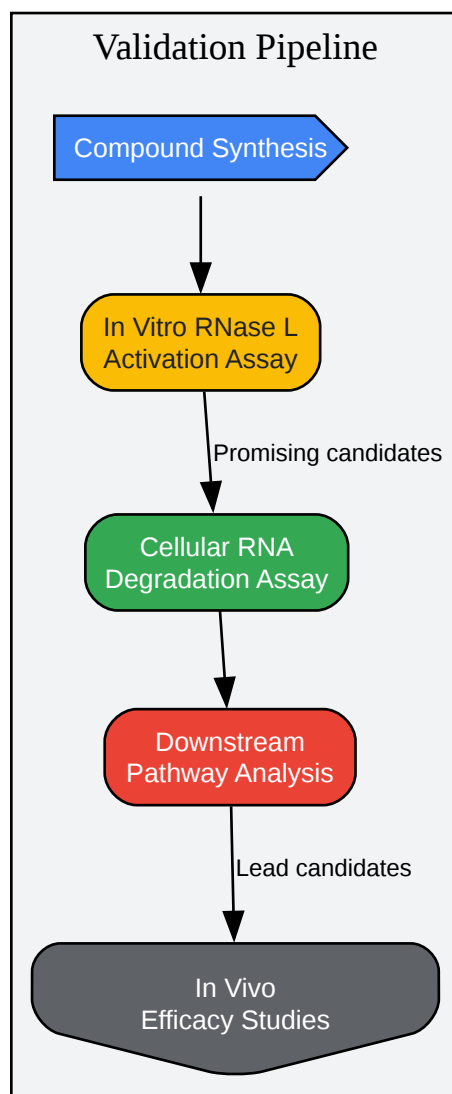 Validation Pipeline
Compound Synthesis
In Vitro RNase L
Activation Assay
Promising candidates
Cellular RNA
Degradation Assay
Downstream
Pathway Analysis
Lead candidates
In Vivo
Efficacy Studies